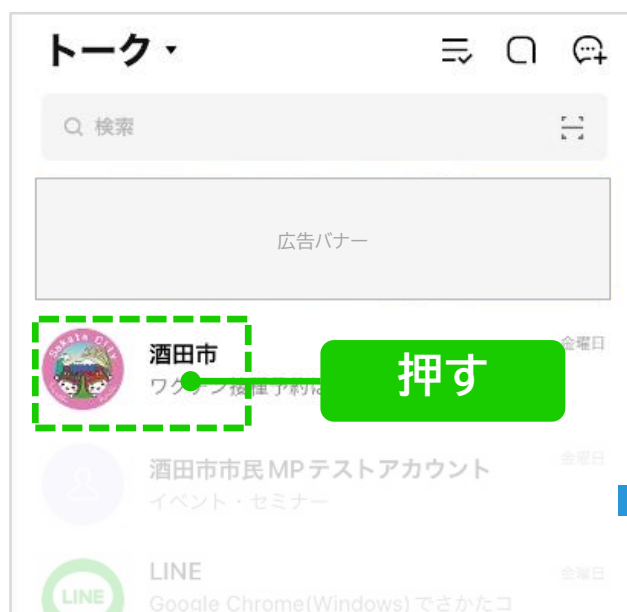 トーク
検索
広告バナー
Sakata City
酒田市
金曜日
ワクチン接種予約は
押す
酒田市市民MPテストアカウント
金曜日
イベント・セミナー
LINE
LINE
金曜日
Google Chrome(Windows)でさかたコ